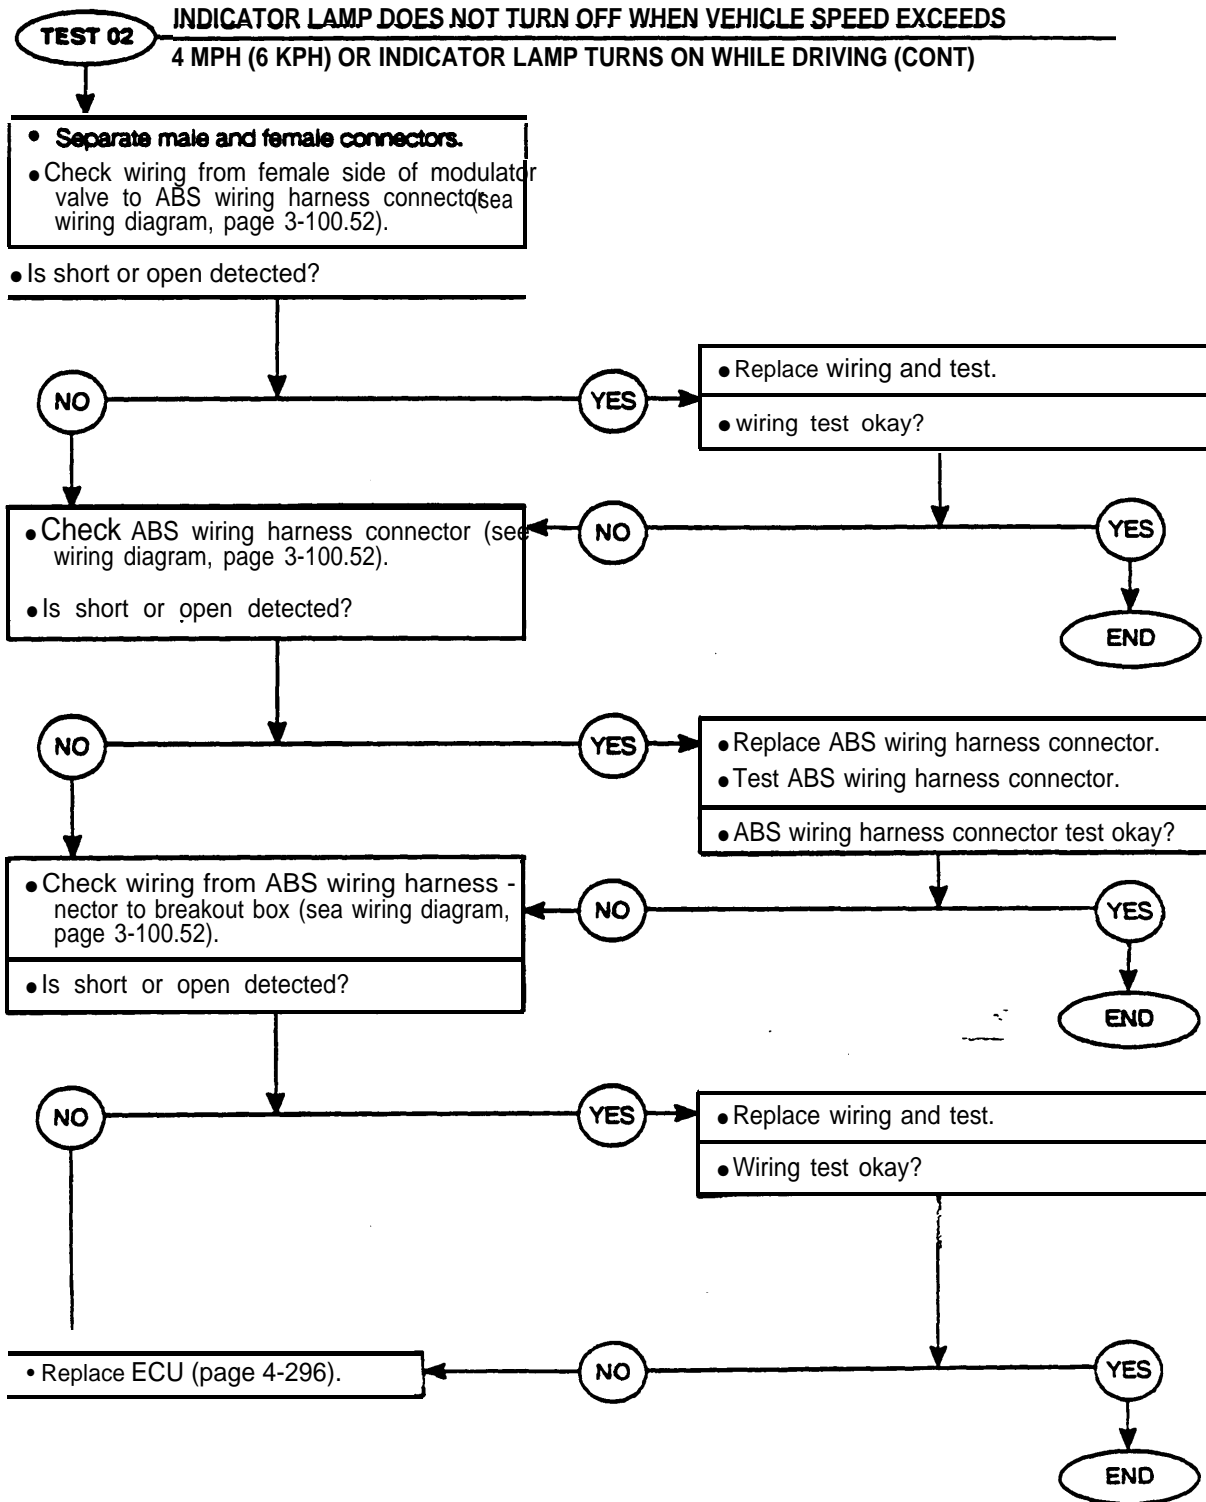 TEST 02
INDICATOR LAMP DOES NOT TURN OFF WHEN VEHICLE SPEED EXCEEDS
4 MPH (6 KPH) OR INDICATOR LAMP TURNS ON WHILE DRIVING (CONT)
• Separate male and female connectors.
• Check wiring from female side of modulator
valve to ABS wiring harness connector (sea
wiring diagram, page 3-100.52).
• Is short or open detected?
NO
YES
• Replace wiring and test.
• wiring test okay?
• Check ABS wiring harness connector (see
wiring diagram, page 3-100.52).
• Is short or open detected?
NO
YES
END
NO
YES
• Replace ABS wiring harness connector.
• Test ABS wiring harness connector.
• ABS wiring harness connector test okay?
• Check wiring from ABS wiring harness -
nector to breakout box (sea wiring diagram,
page 3-100.52).
• Is short or open detected?
NO
YES
END
NO
YES
• Replace wiring and test.
• Wiring test okay?
• Replace ECU (page 4-296).
NO
YES
END